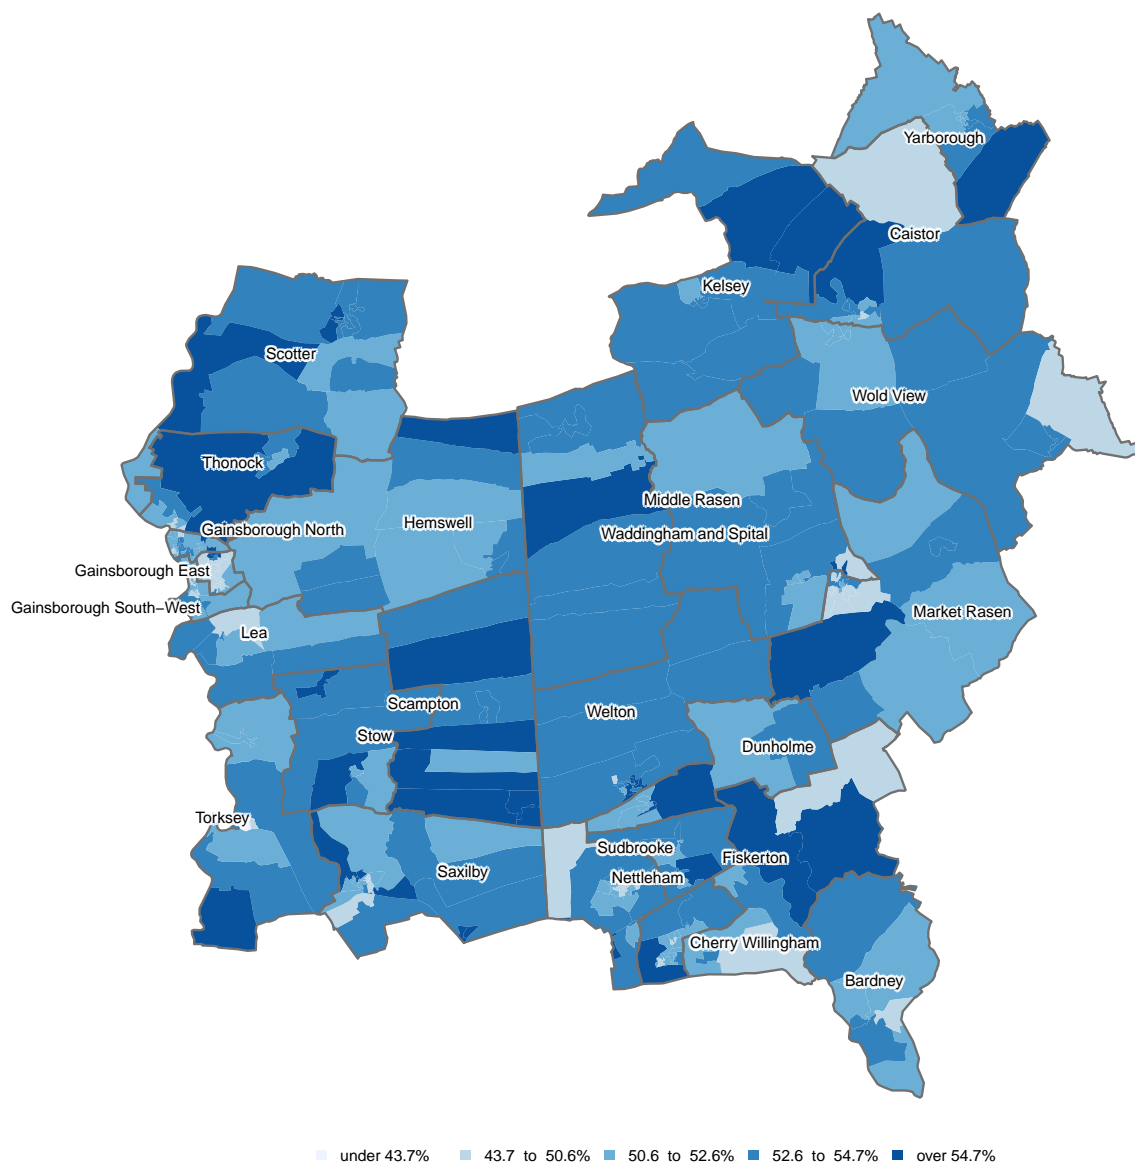 Yarborough
Caistor
Kelsey
Scotter
Wold View
Thonock
Middle Rasen
Hemswell
Gainsborough North
Waddingham and Spital
Gainsborough East
Gainsborough South−West
Market Rasen
Lea
Scampton
Welton
Stow
Dunholme
Torksey
Sudbrooke
Fiskerton
Saxilby
Nettleham
Cherry Willingham
Bardney
under 43.7% 43.7 to 50.6% 50.6 to 52.6% 52.6 to 54.7% over 54.7%